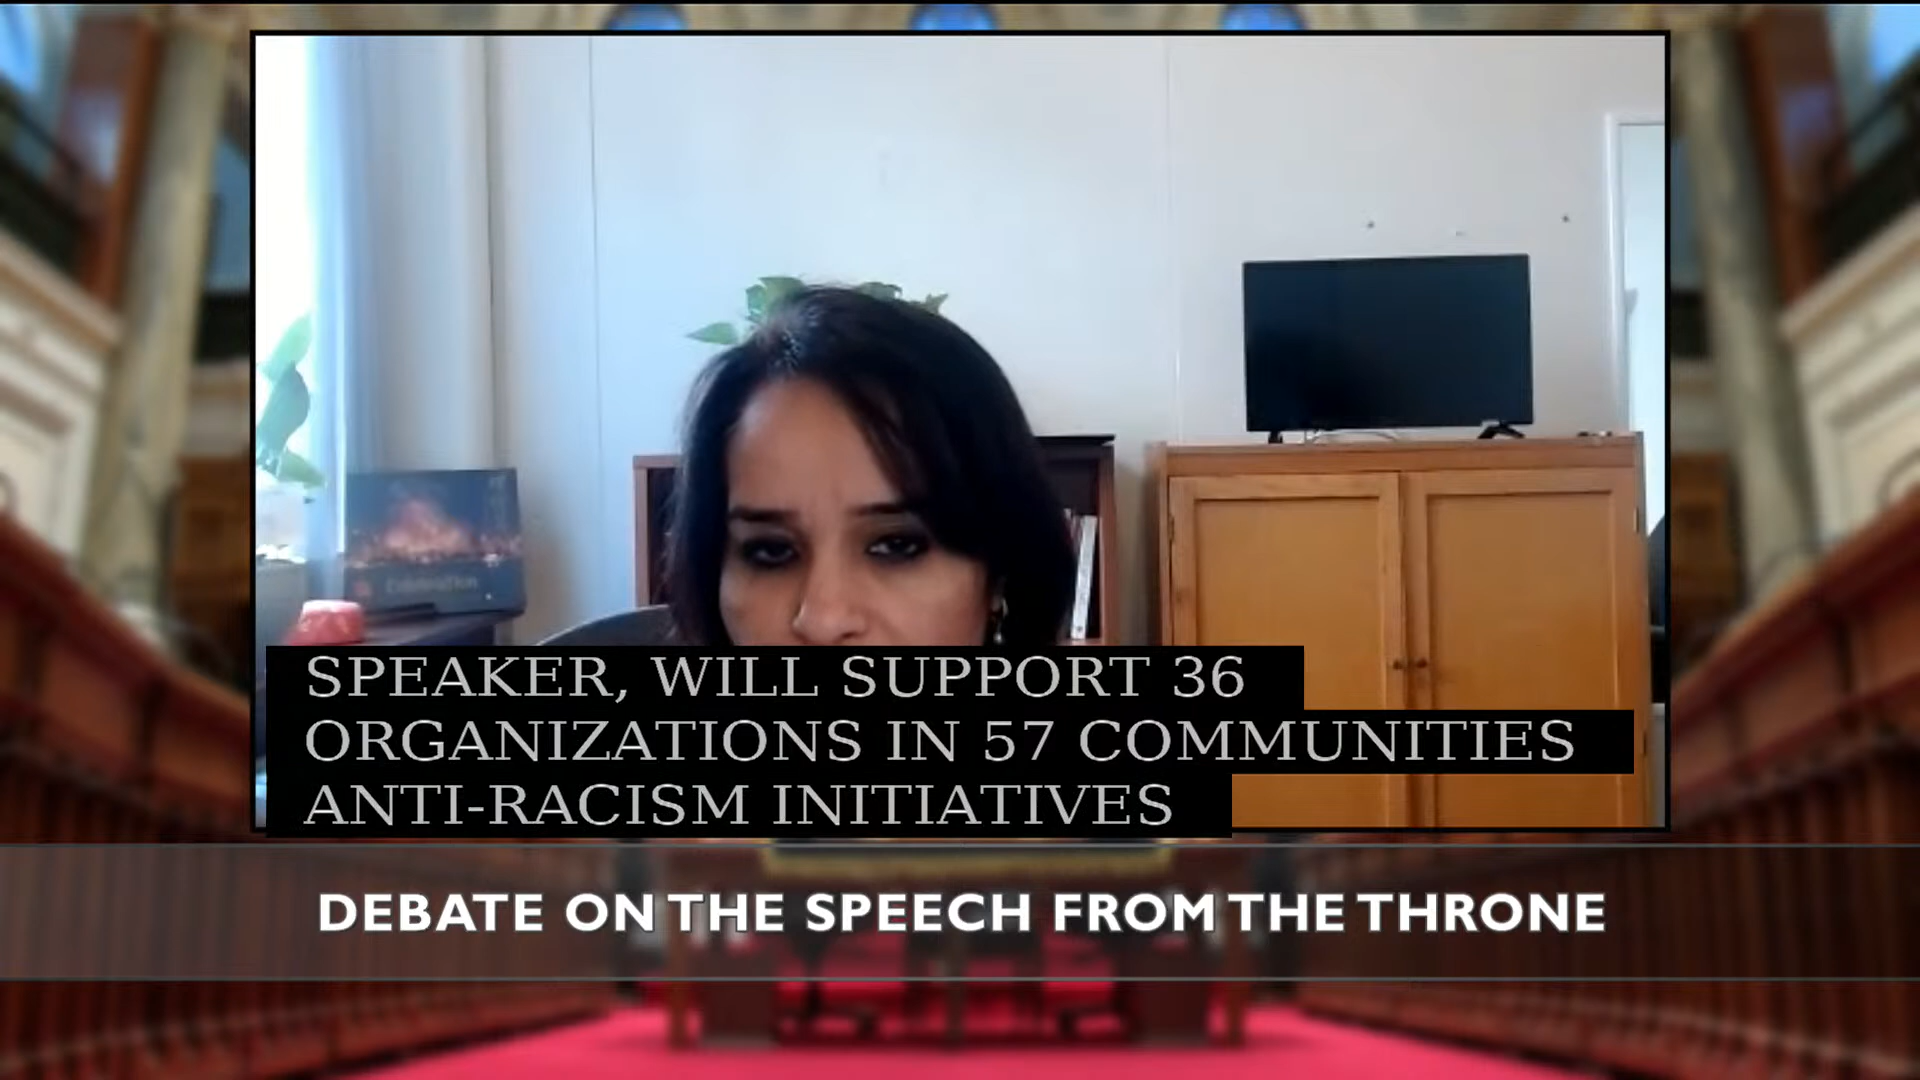 SPEAKER, WILL SUPPORT 36
ORGANIZATIONS IN 57 COMMUNITIES
ANTI-RACISM INITIATIVES
DEBATE ON THE SPEECH FROM THE THRONE